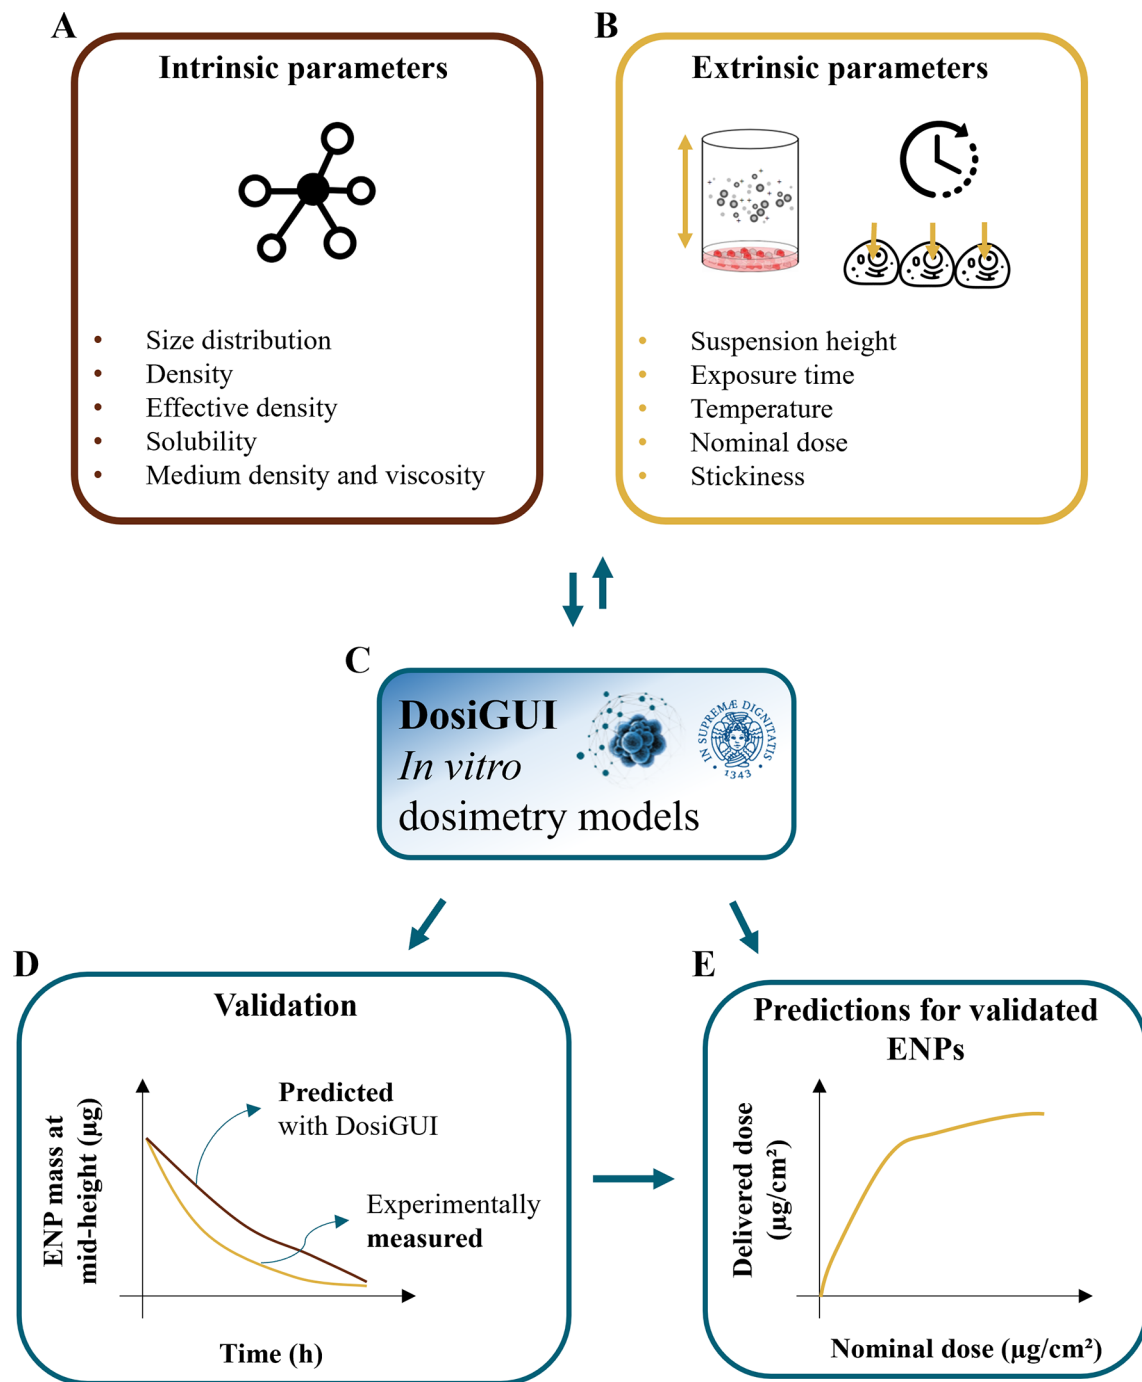 A
Intrinsic parameters
• Size distribution
• Density
• Effective density
• Solubility
• Medium density and viscosity
B
Extrinsic parameters
• Suspension height
• Exposure time
• Temperature
• Nominal dose
• Stickiness
C
DosiGUI
In vitro
dosimetry models
IN SUPREMÆ DIGNITATIS
• 1343 •
D
Validation
ENP mass at
mid-height (µg)
Predicted
with DosiGUI
Experimentally
measured
Time (h)
E
Predictions for validated
ENPs
Delivered dose
(µg/cm²)
Nominal dose (µg/cm²)